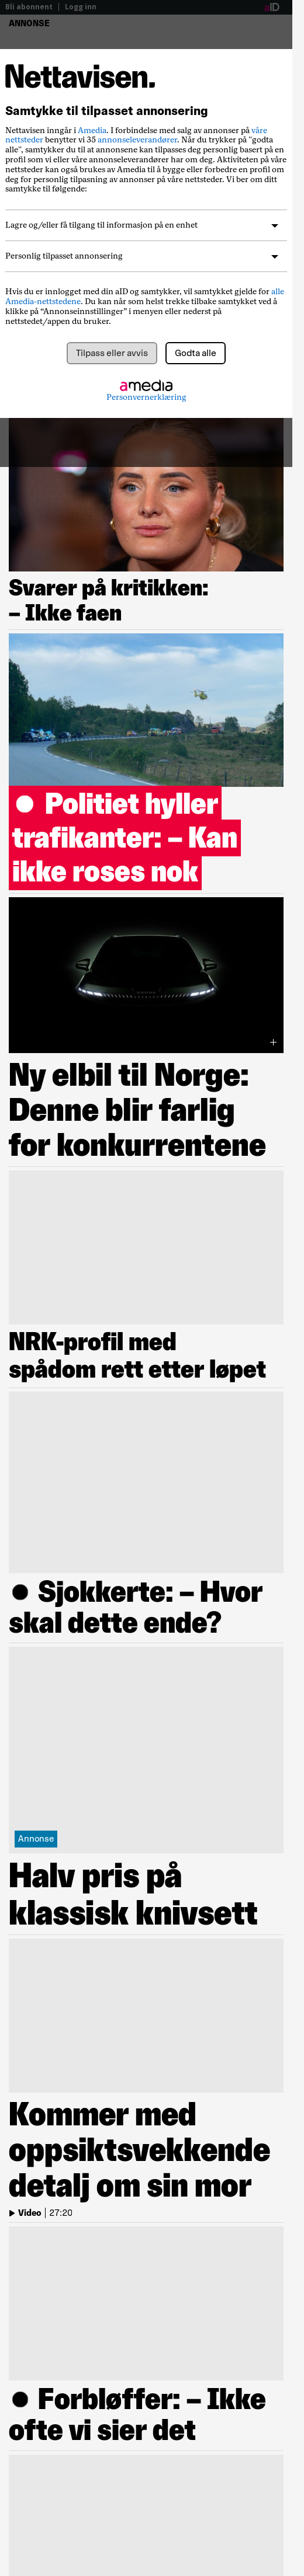 Bli abonnent | Logg inn
aID
ANNONSE
Nettavisen.
Samtykke til tilpasset annonsering
Nettavisen inngår i Amedia. I forbindelse med salg av annonser på våre
nettsteder benytter vi 35 annonseleverandører. Når du trykker på "godta
alle", samtykker du til at annonsene kan tilpasses deg personlig basert på en
profil som vi eller våre annonseleverandører har om deg. Aktiviteten på våre
nettsteder kan også brukes av Amedia til å bygge eller forbedre en profil om
deg for personlig tilpasning av annonser på våre nettsteder. Vi ber om ditt
samtykke til følgende:
Lagre og/eller få tilgang til informasjon på en enhet
Personlig tilpasset annonsering
Hvis du er innlogget med din aID og samtykker, vil samtykket gjelde for alle
Amedia-nettstedene. Du kan når som helst trekke tilbake samtykket ved å
klikke på “Annonseinnstillinger” i menyen eller nederst på
nettstedet/appen du bruker.
Tilpass eller avvis
Godta alle
amedia
Personvernerklæring
Svarer på kritikken:
– Ikke faen
Politiet hyller
trafikanter: – Kan
ikke roses nok
Ny elbil til Norge:
Denne blir farlig
for konkurrentene
NRK-profil med
spådom rett etter løpet
Sjokkerte: – Hvor
skal dette ende?
Annonse
Halv pris på
klassisk knivsett
Kommer med
oppsiktsvekkende
detalj om sin mor
Video | 27:20
Forbløffer: – Ikke
ofte vi sier det